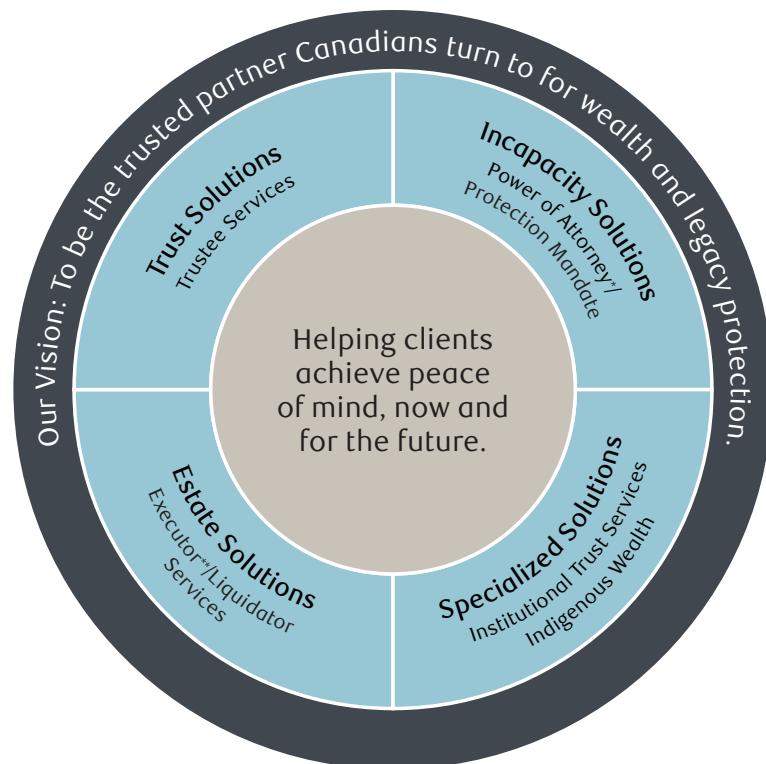 Our Vision: To be the trusted partner Canadians turn to for wealth and legacy protection.
Trust Solutions
Trustee Services
Incapacity Solutions
Power of Attorney*/
Protection Mandate
Helping clients
achieve peace
of mind, now and
for the future.
Estate Solutions
Executor**/Liquidator
Services
Specialized Solutions
Institutional Trust Services
Indigenous Wealth